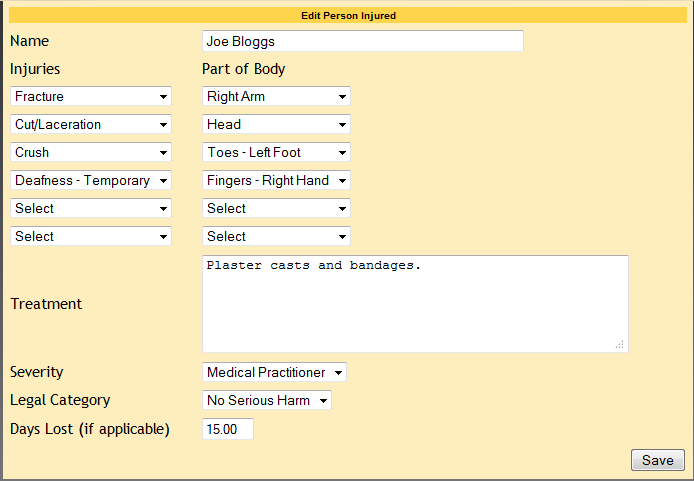 Edit Person Injured
Name Joe Bloggs
Injuries Part of Body
Fracture Right Arm
Cut/Laceration Head
Crush Toes - Left Foot
Deafness - Temporary Fingers - Right Hand
Select Select
Select Select
Treatment Plaster casts and bandages.
Severity Medical Practitioner
Legal Category No Serious Harm
Days Lost (if applicable) 15.00
Save